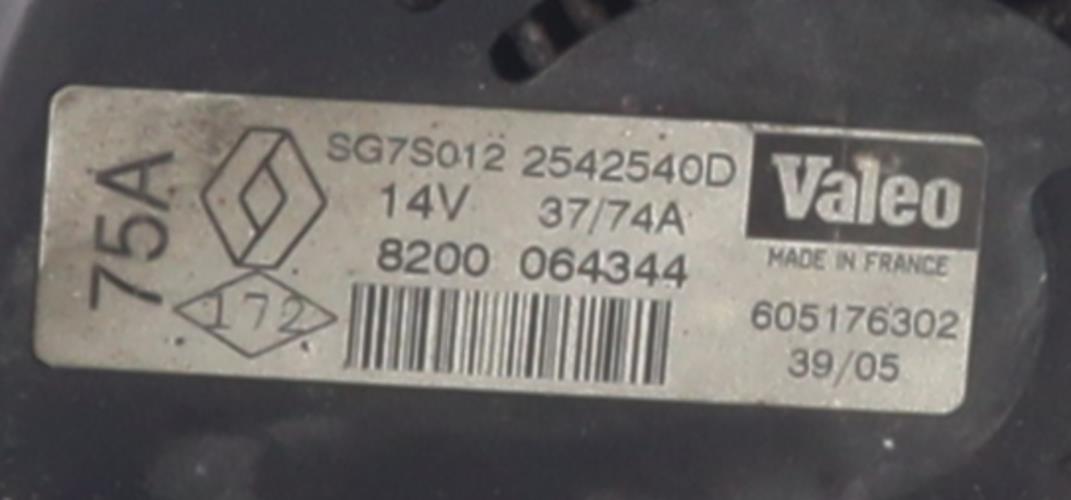 75A
SG7S012 2542540D
14V 37/74A
8200 064344
172
Valeo
MADE IN FRANCE
605176302
39/05